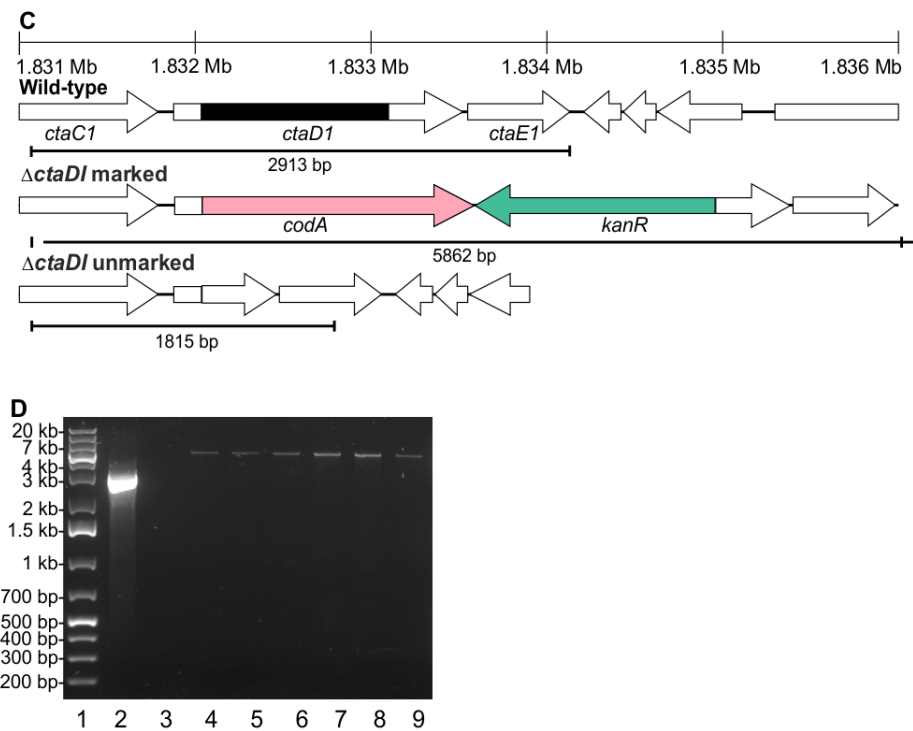 C
1.831 Mb 1.832 Mb 1.833 Mb 1.834 Mb 1.835 Mb 1.836 Mb
Wild-type
ctaC1 ctaD1 ctaE1
2913 bp
ΔctaDI marked
codA kanR
5862 bp
ΔctaDI unmarked
1815 bp
D
20 kb
7 kb
4 kb
3 kb
2 kb
1.5 kb
1 kb
700 bp
500 bp
400 bp
300 bp
200 bp
1 2 3 4 5 6 7 8 9